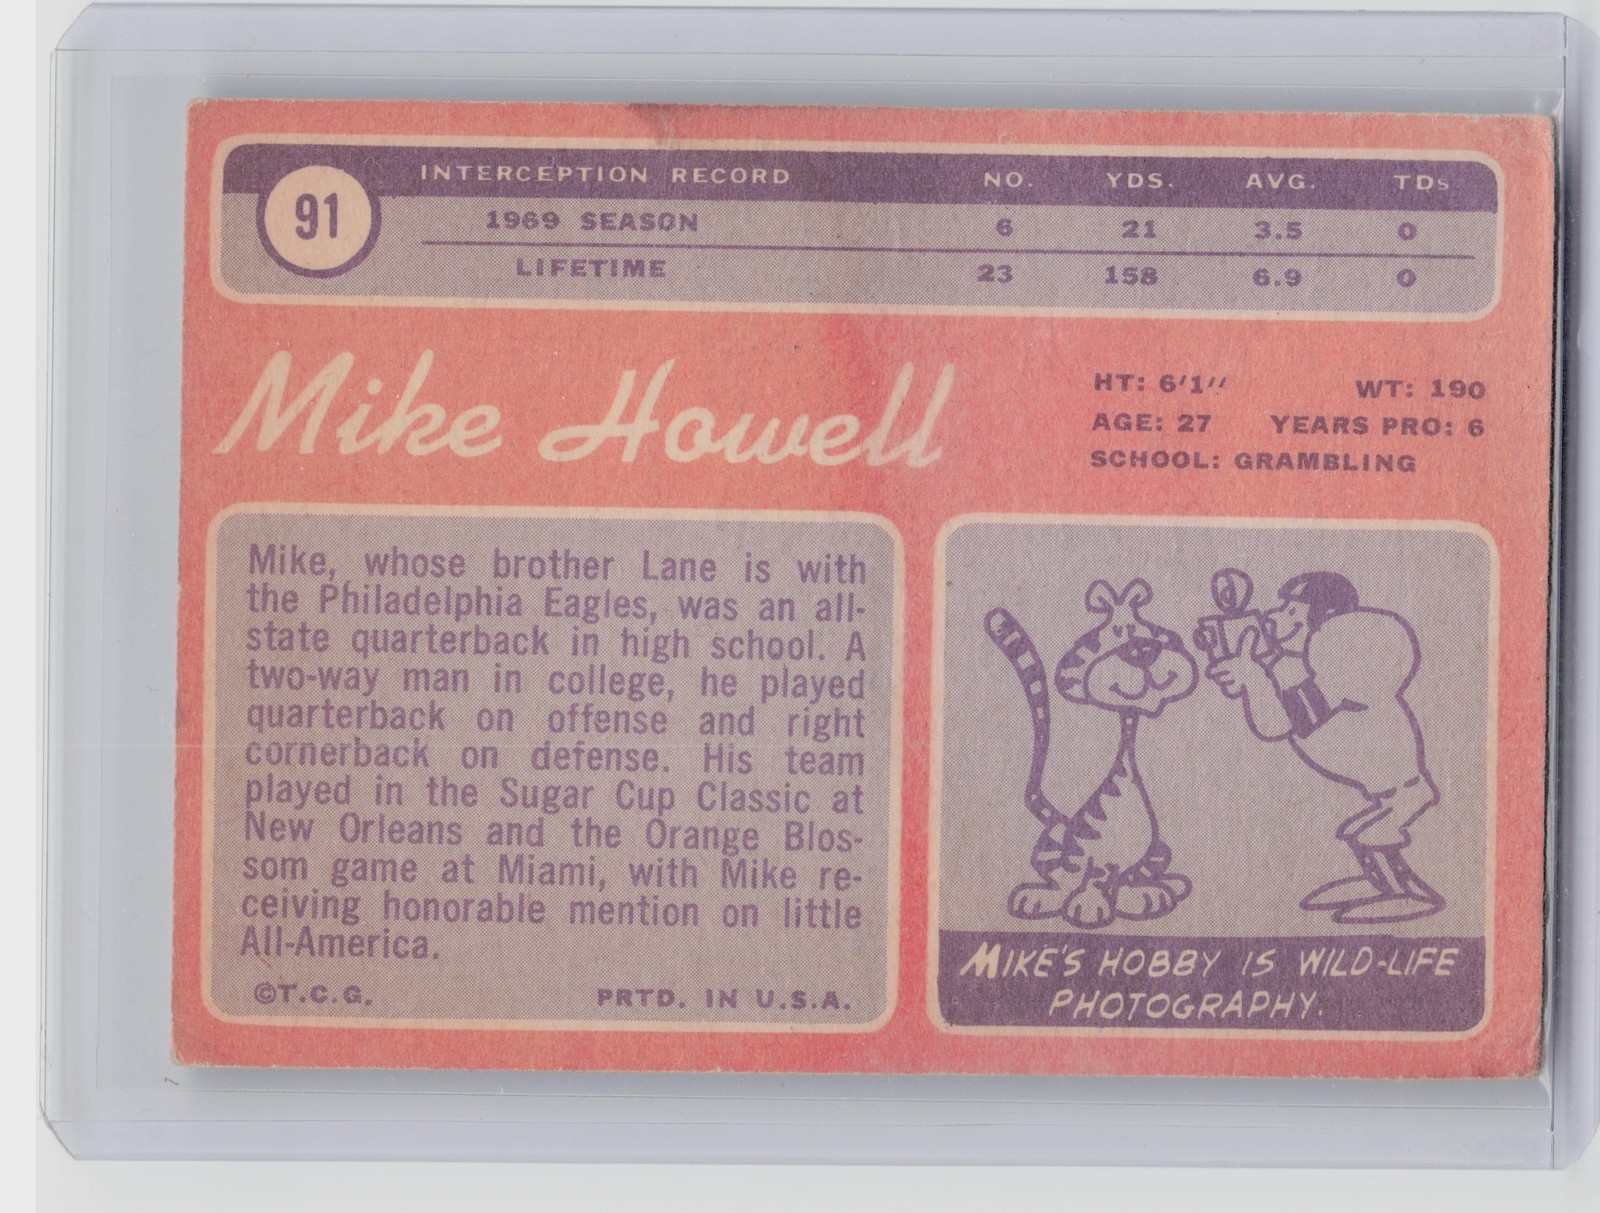 91
INTERCEPTION RECORD NO. YDS. AVG. TDs
1969 SEASON 6 21 3.5 0
LIFETIME 23 158 6.9 0
Mike Howell
HT: 6'1" WT: 190
AGE: 27 YEARS PRO: 6
SCHOOL: GRAMBLING
Mike, whose brother Lane is with
the Philadelphia Eagles, was an all-
state quarterback in high school. A
two-way man in college, he played
quarterback on offense and right
cornerback on defense. His team
played in the Sugar Cup Classic at
New Orleans and the Orange Blos-
som game at Miami, with Mike re-
ceiving honorable mention on little
All-America.
©T.C.G. PRTD. IN U.S.A.
MIKE'S HOBBY IS WILD-LIFE
PHOTOGRAPHY.